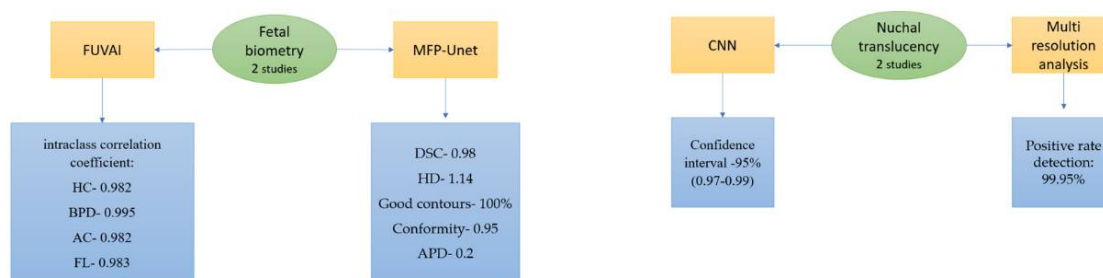 FUVAI
Fetal
biometry
2 studies
MFP-Unet
intraclass correlation
coefficient:
HC- 0.982
BPD- 0.995
AC- 0.982
FL- 0.983
DSC- 0.98
HD- 1.14
Good contours- 100%
Conformity- 0.95
APD- 0.2
CNN
Nuchal
translucency
2 studies
Multi
resolution
analysis
Confidence
interval -95%
(0.97-0.99)
Positive rate
detection:
99.95%